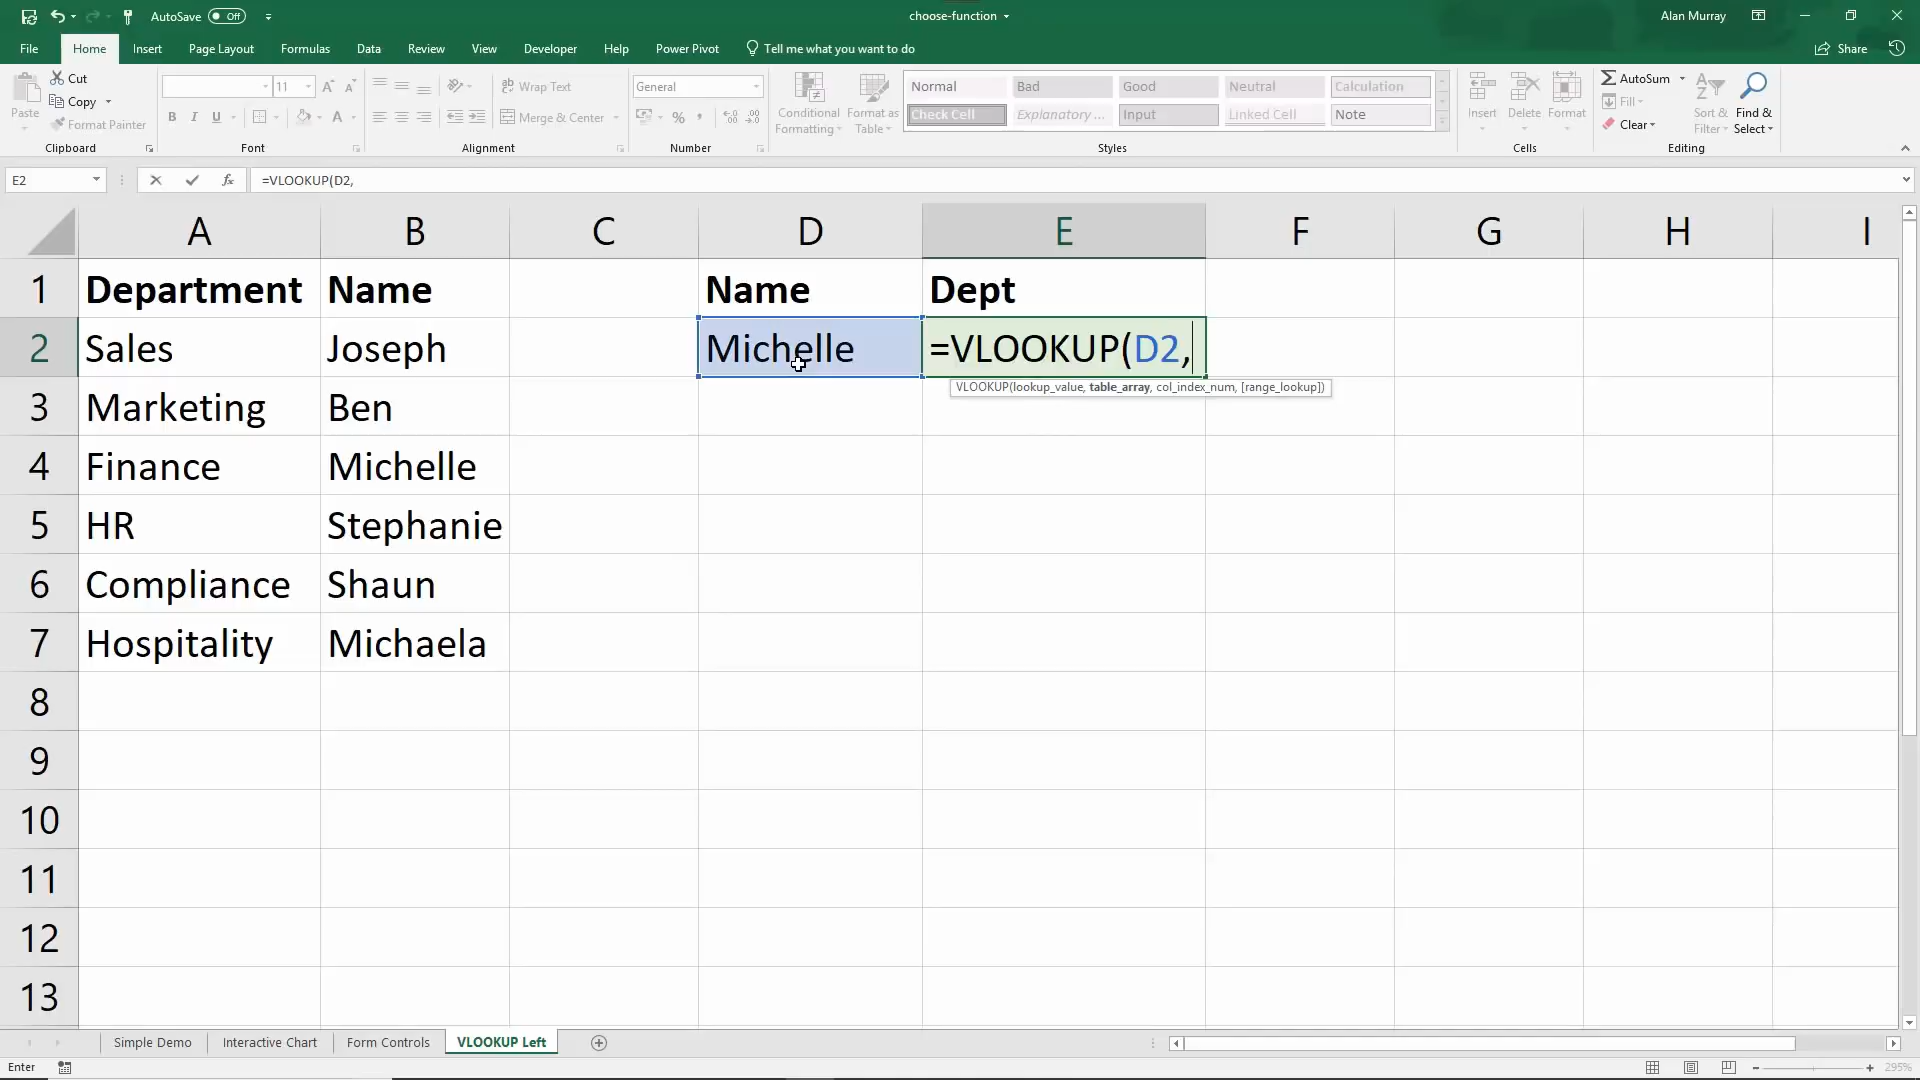 AutoSave Off
choose-function
Alan Murray
File Home Insert Page Layout Formulas Data Review View Developer Help Power Pivot Tell me what you want to do
Share
Paste
Cut
Copy
Format Painter
Clipboard
11
B I U
Font
Wrap Text
Merge & Center
Alignment
General
%
Number
Conditional Formatting
Format as Table
Normal Bad Good Neutral Calculation
Check Cell Explanatory ... Input Linked Cell Note
Styles
Insert Delete Format
Cells
AutoSum
Fill
Clear
Sort & Filter
Find & Select
Editing
E2
fx
=VLOOKUP(D2,
A B C D E F G H I
1 Department Name Name Dept
2 Sales Joseph Michelle =VLOOKUP(D2,
VLOOKUP(lookup_value, table_array, col_index_num, [range_lookup])
3 Marketing Ben
4 Finance Michelle
5 HR Stephanie
6 Compliance Shaun
7 Hospitality Michaela
8
9
10
11
12
13
Simple Demo Interactive Chart Form Controls VLOOKUP Left
Enter
295%